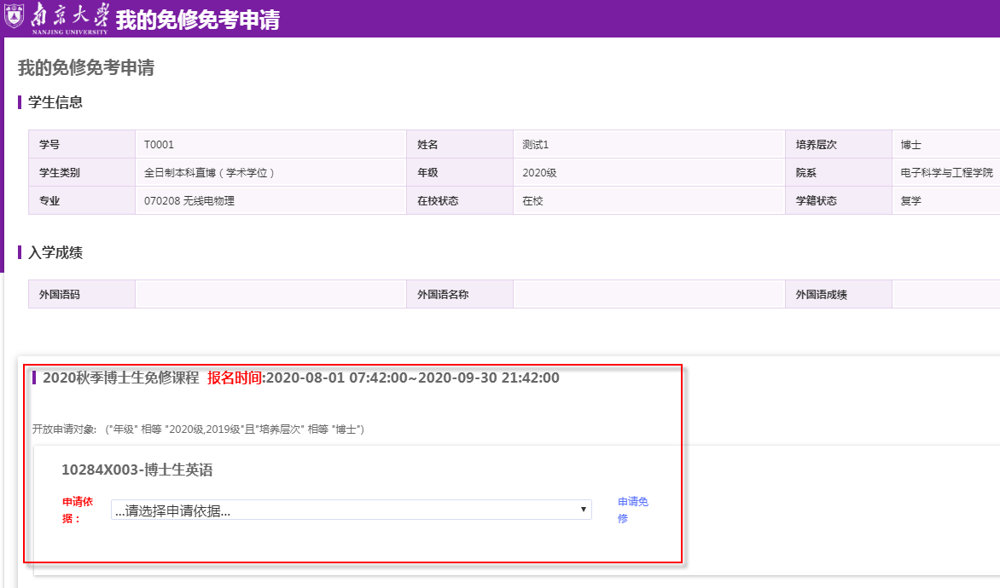 南京大学 我的免修免考申请
NANJING UNIVERSITY
我的免修免考申请
学生信息
学号 T0001 姓名 测试1 培养层次 博士
学生类别 全日制本科直博（学术学位） 年级 2020级 院系 电子科学与工程学院
专业 070208 无线电物理 在校状态 在校 学籍状态 复学
入学成绩
外国语码 外国语名称 外国语成绩
2020秋季博士生免修课程 报名时间:2020-08-01 07:42:00~2020-09-30 21:42:00
开放申请对象: ("年级" 相等 "2020级,2019级"且"培养层次" 相等 "博士")
10284X003-博士生英语
申请依
据：
...请选择申请依据...
申请免
修